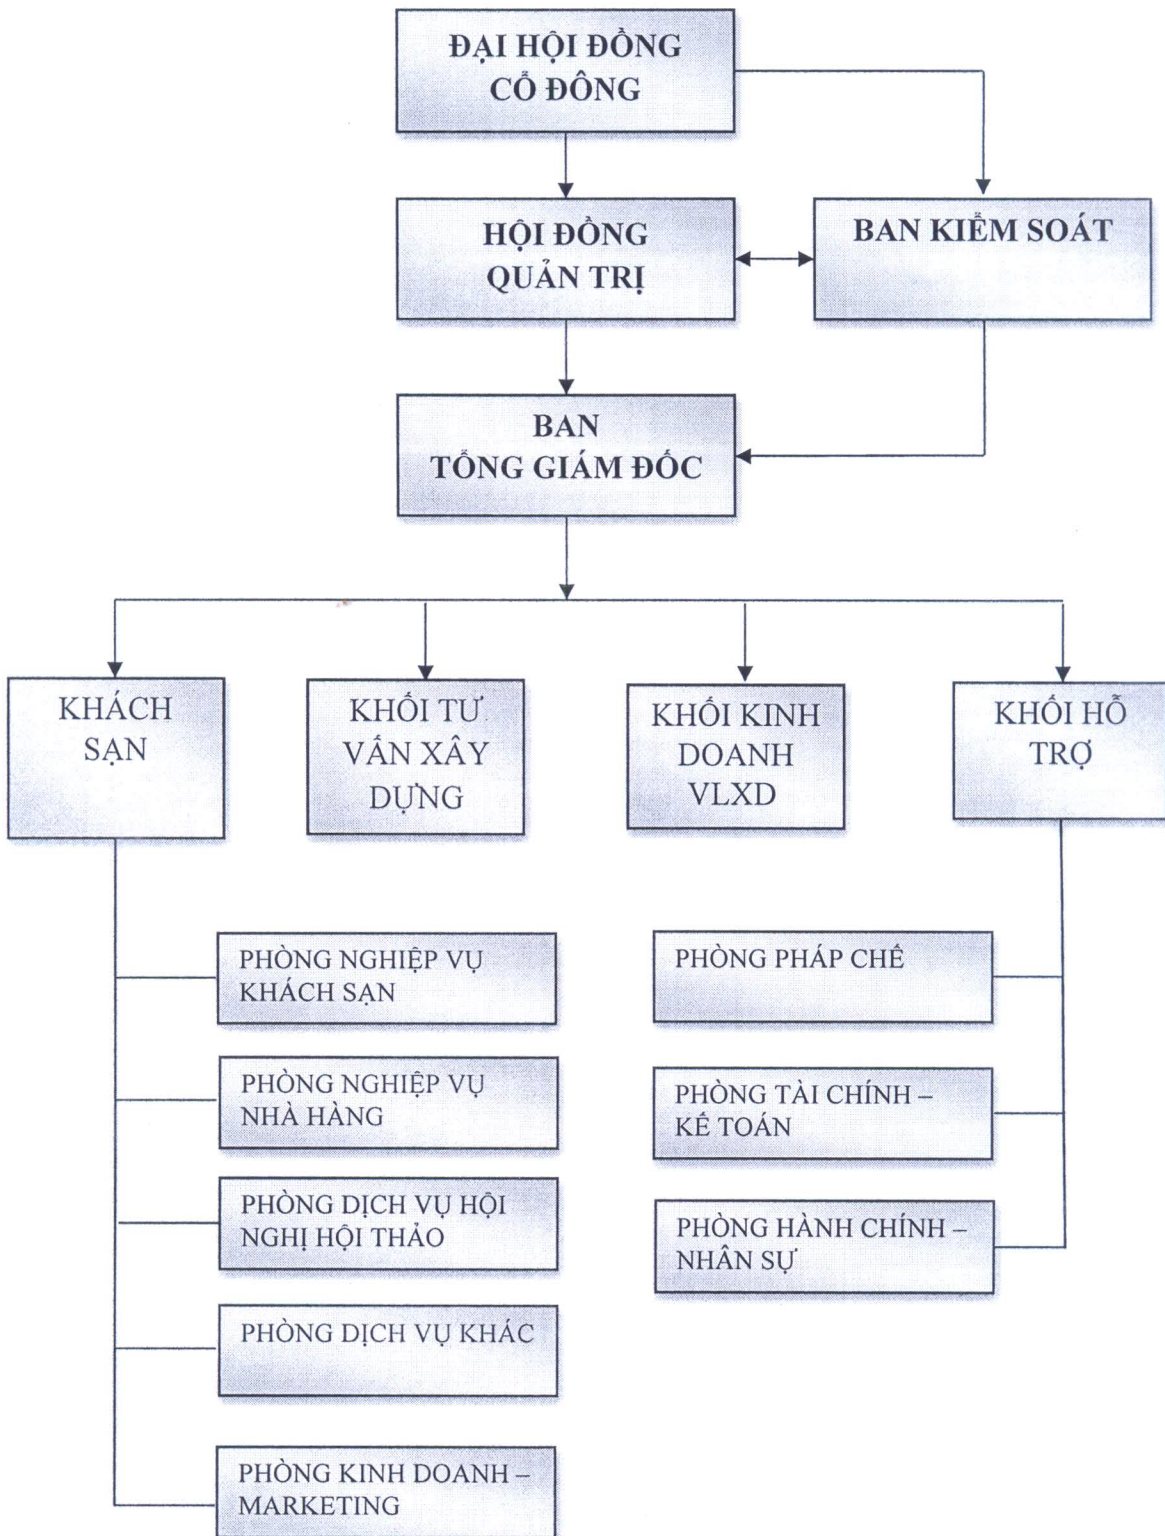 ĐẠI HỘI ĐỒNG
CỔ ĐÔNG
HỘI ĐỒNG
QUẢN TRỊ
BAN KIỂM SOÁT
BAN
TỔNG GIÁM ĐỐC
KHÁCH
SẠN
KHỐI TƯ
VẤN XÂY
DỰNG
KHỐI KINH
DOANH
VLXD
KHỐI HỖ
TRỢ
PHÒNG NGHIỆP VỤ
KHÁCH SẠN
PHÒNG NGHIỆP VỤ
NHÀ HÀNG
PHÒNG DỊCH VỤ HỘI
NGHỊ HỘI THẢO
PHÒNG DỊCH VỤ KHÁC
PHÒNG KINH DOANH –
MARKETING
PHÒNG PHÁP CHẾ
PHÒNG TÀI CHÍNH –
KẾ TOÁN
PHÒNG HÀNH CHÍNH –
NHÂN SỰ